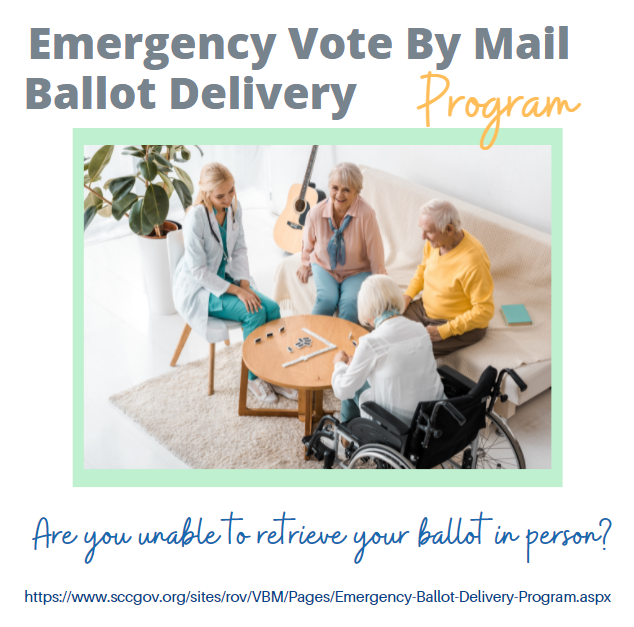 Emergency Vote By Mail
Ballot Delivery Program
Are you unable to retrieve your ballot in person?
https://www.sccgov.org/sites/rov/VBM/Pages/Emergency-Ballot-Delivery-Program.aspx